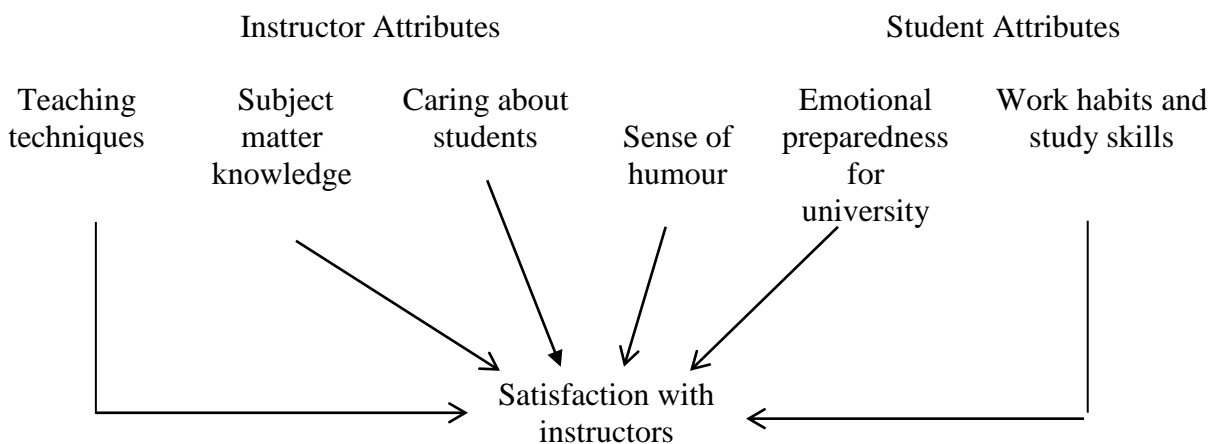 Instructor Attributes
Student Attributes
Teaching
techniques
Subject
matter
knowledge
Caring about
students
Sense of
humour
Emotional
preparedness
for
university
Work habits and
study skills
Satisfaction with
instructors